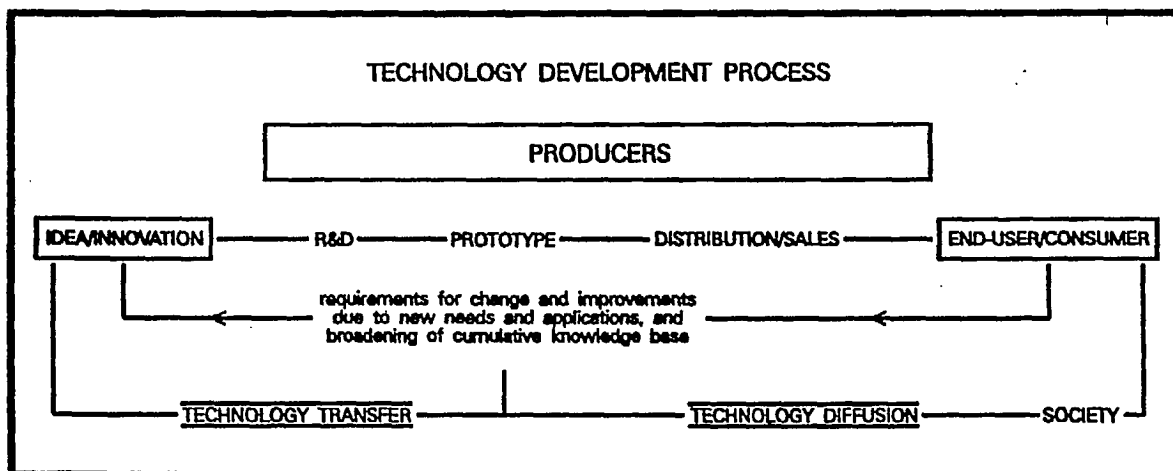 TECHNOLOGY DEVELOPMENT PROCESS
PRODUCERS
IDEA/INNOVATION R&D PROTOTYPE DISTRIBUTION/SALES END-USER/CONSUMER
requirements for change and improvements
due to new needs and applications, and
broadening of cumulative knowledge base
TECHNOLOGY TRANSFER TECHNOLOGY DIFFUSION SOCIETY